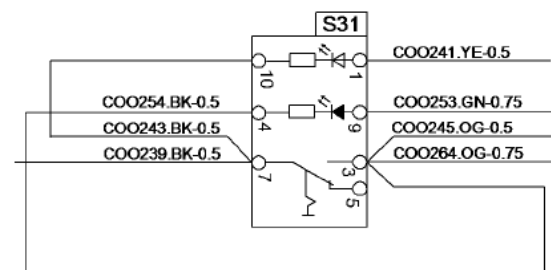 S31
10 1 COO241.YE-0.5
COO254.BK-0.5 4 9 COO253.GN-0.75
COO243.BK-0.5 COO245.OG-0.5
COO239.BK-0.5 7 3 COO264.OG-0.75
5